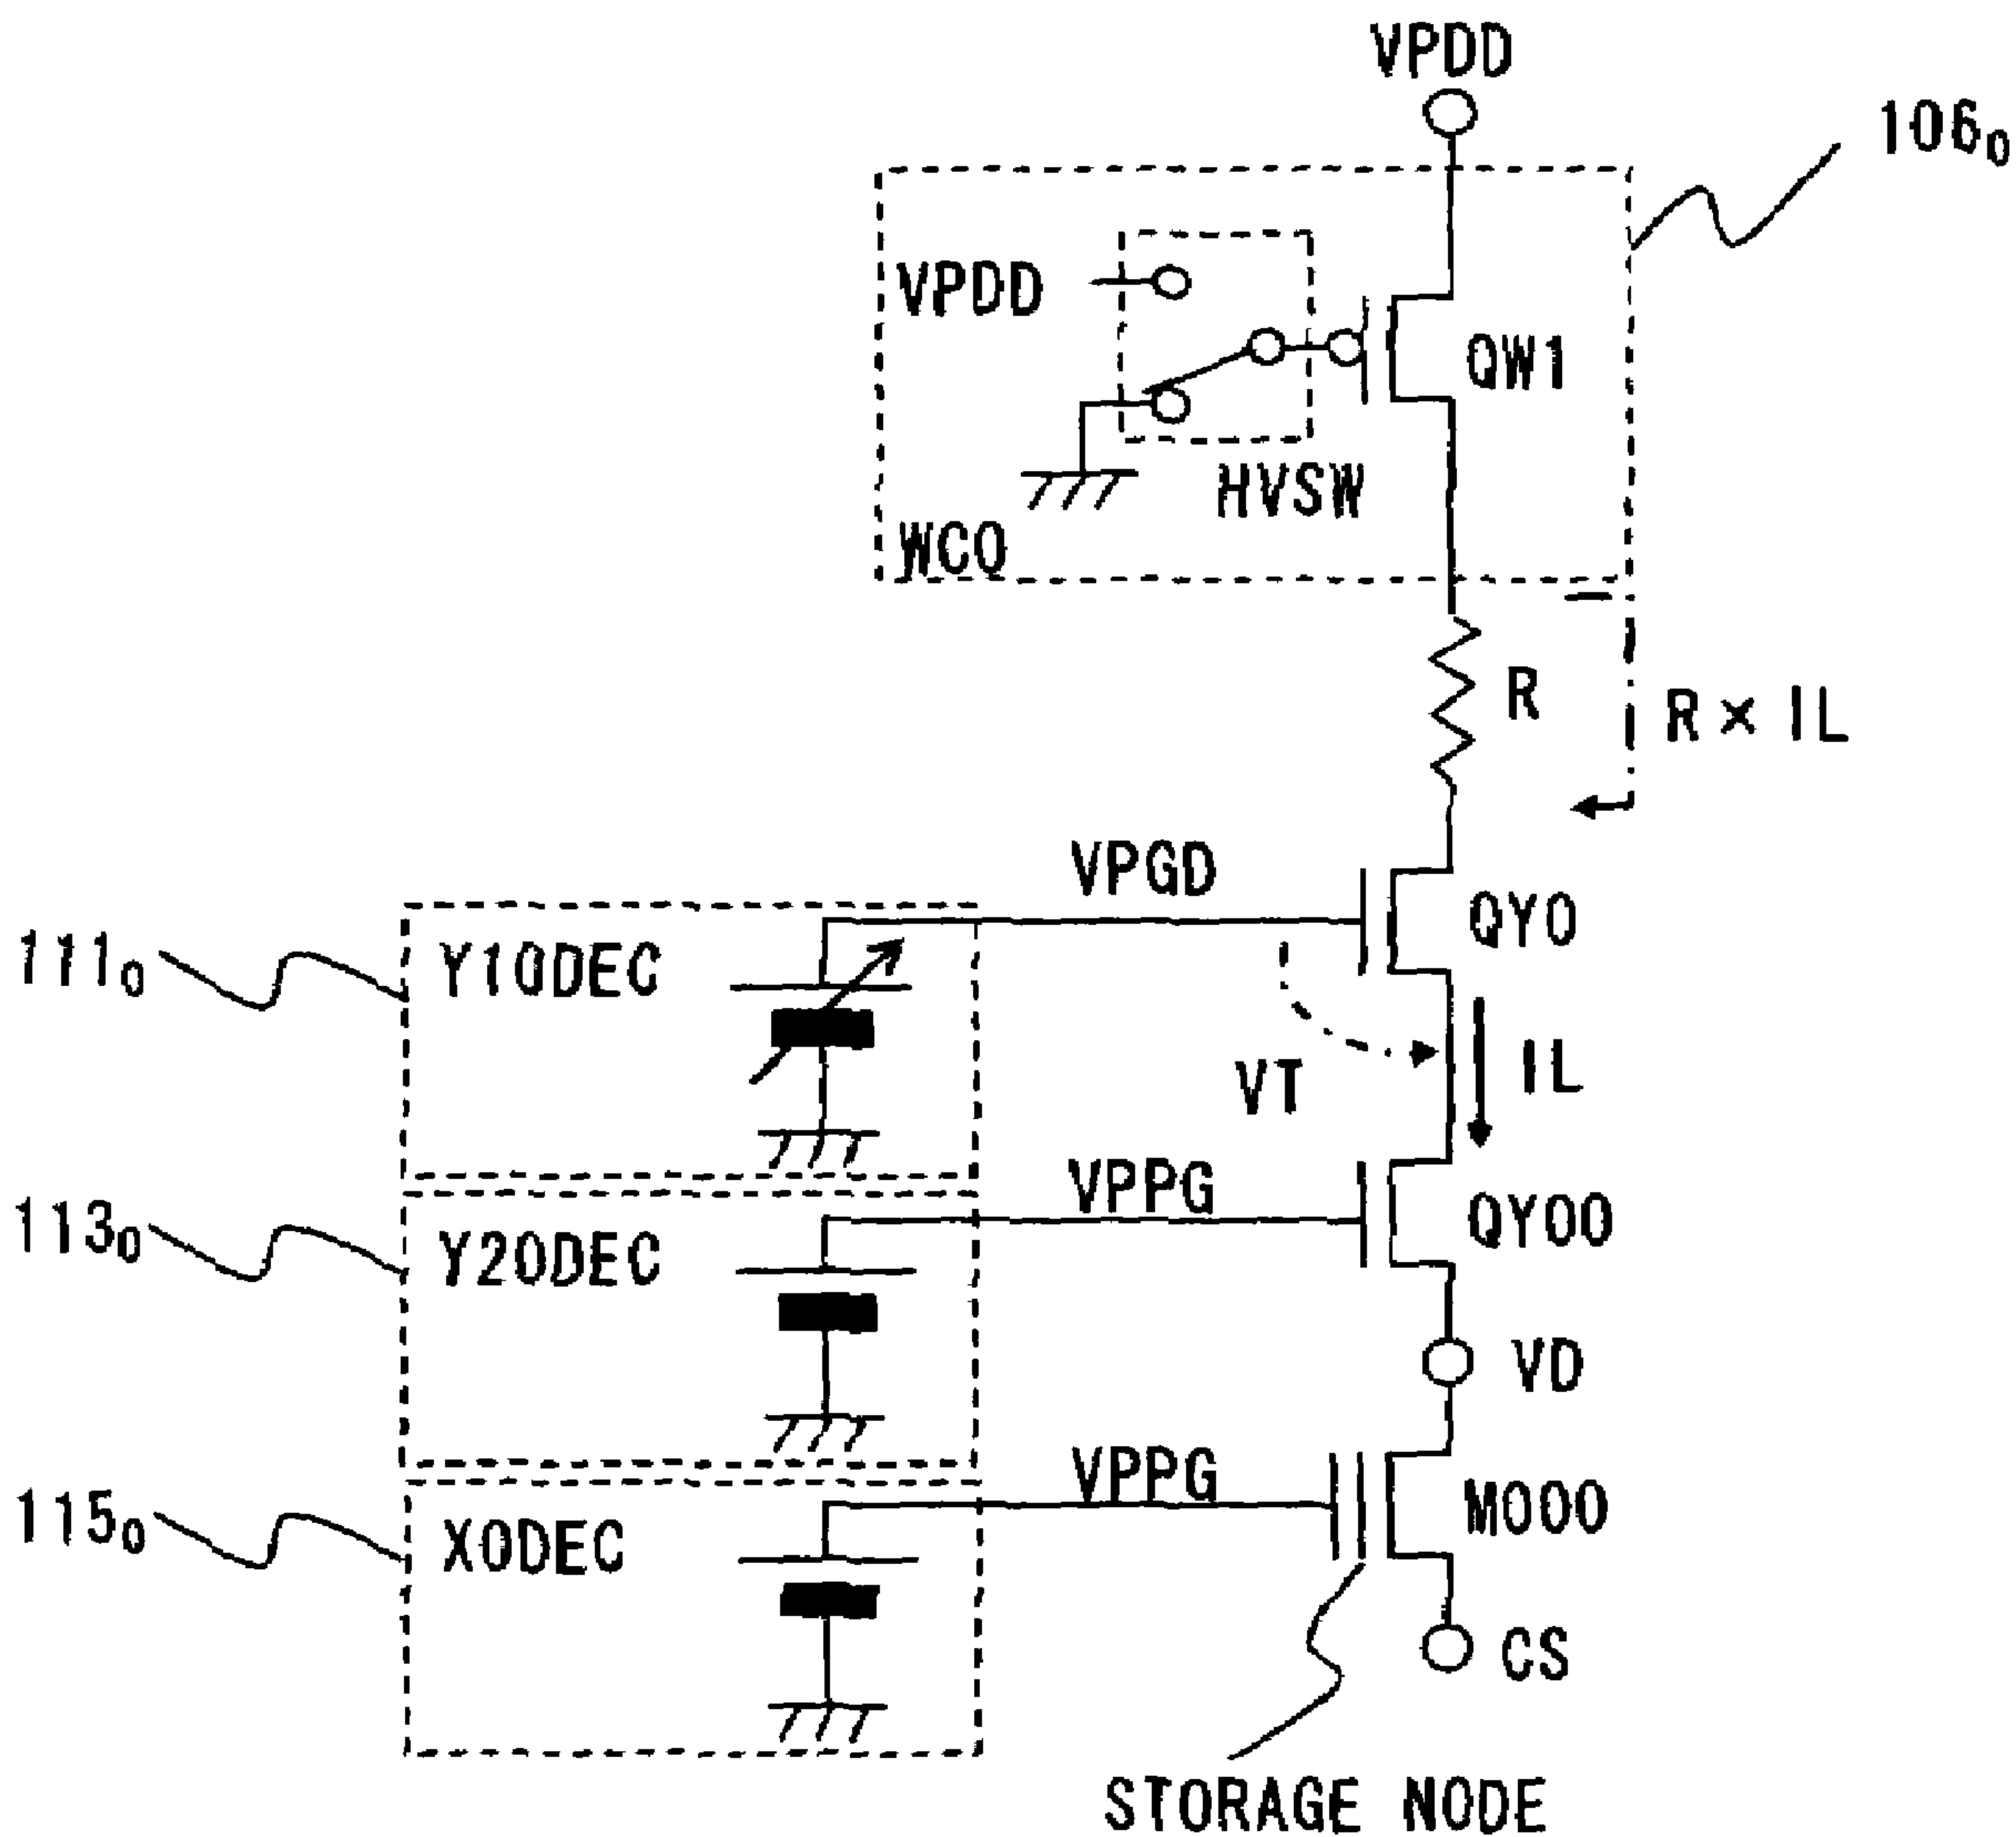 VPDD
106₀
VPDD
QW1
HVSW
WC0
R
R × IL
VPGD
QY0
111₀
Y10DEC
VT
IL
VPPG
QY00
113₀
Y20DEC
VD
VPPG
M000
115₀
X0DEC
CS
STORAGE NODE